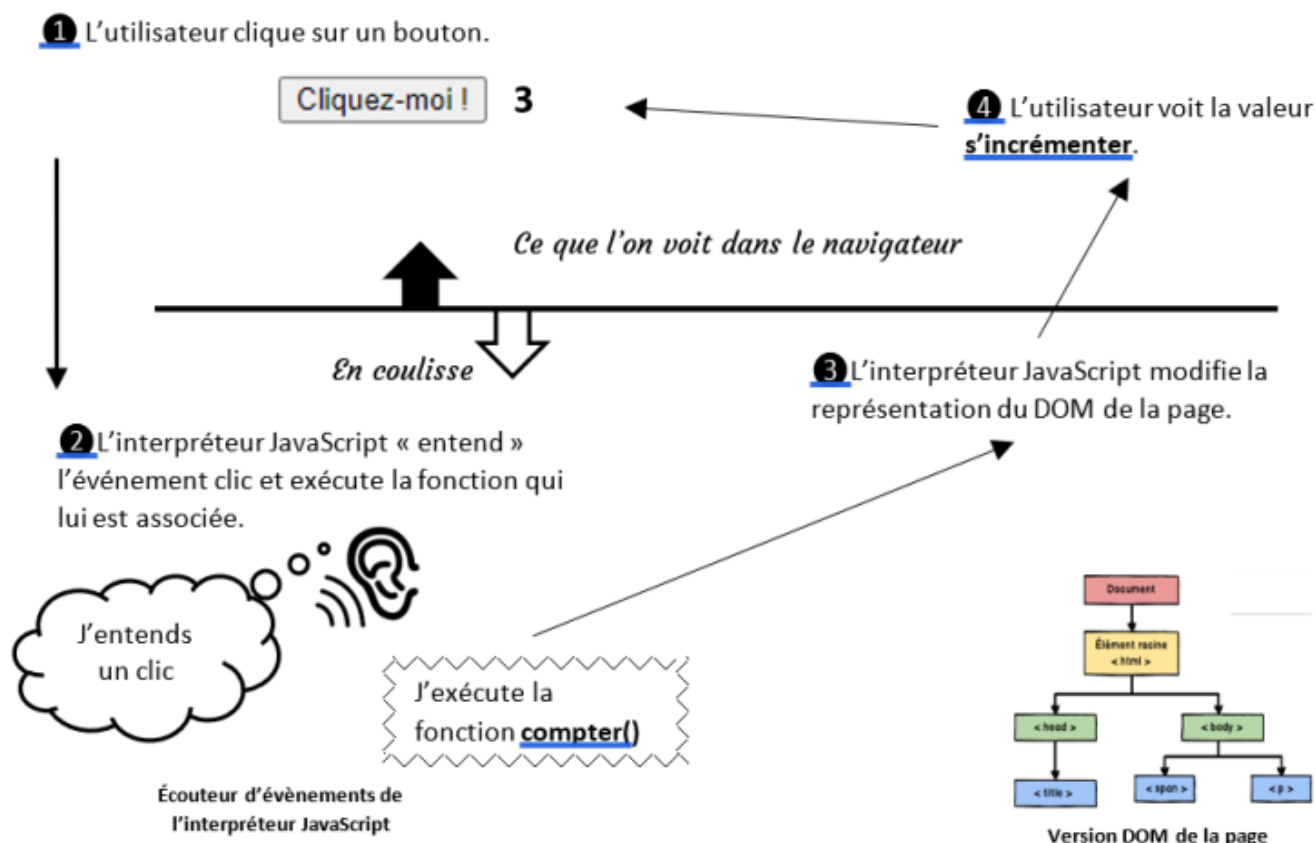 1 L'utilisateur clique sur un bouton.
Cliquez-moi ! 3
4 L'utilisateur voit la valeur
s'incrémenter.
Ce que l'on voit dans le navigateur
En coulisse
3 L'interpréteur JavaScript modifie la
représentation du DOM de la page.
2 L'interpréteur JavaScript « entend »
l'événement clic et exécute la fonction qui
lui est associée.
J'entends
un clic
J'exécute la
fonction compter()
Écouteur d'évènements de
l'interpréteur JavaScript
Document
Élément racine
< html >
< head >
< body >
< title >
< span >
< p >
Version DOM de la page